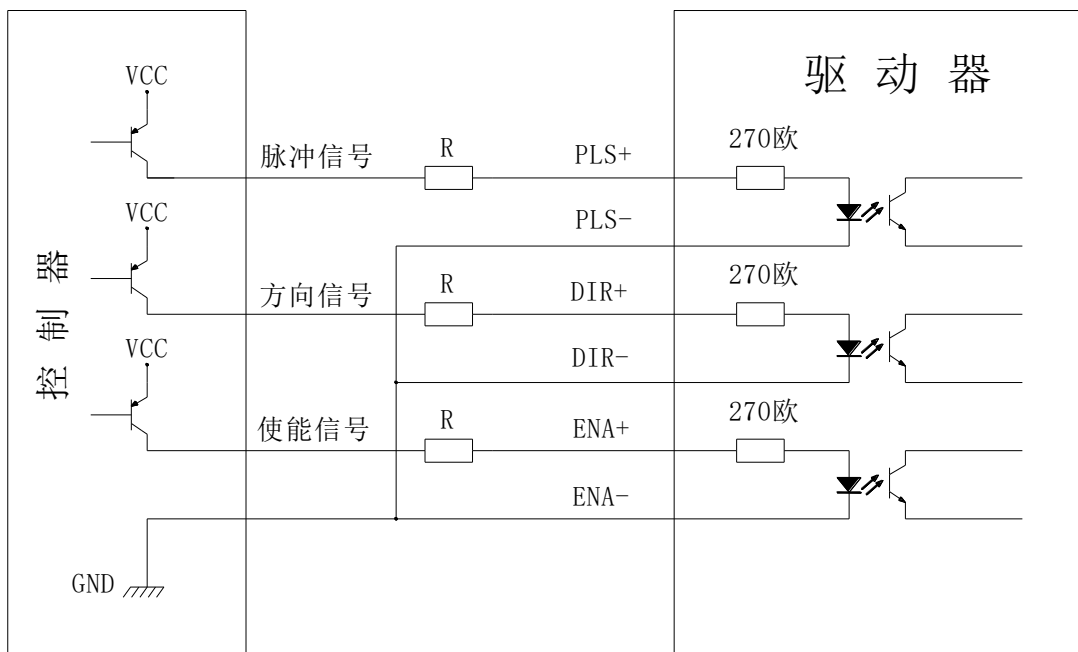 驱动器
VCC
270欧
脉冲信号
R
PLS+
VCC
PLS-
270欧
控制器
方向信号
R
DIR+
VCC
DIR-
270欧
使能信号
R
ENA+
ENA-
GND